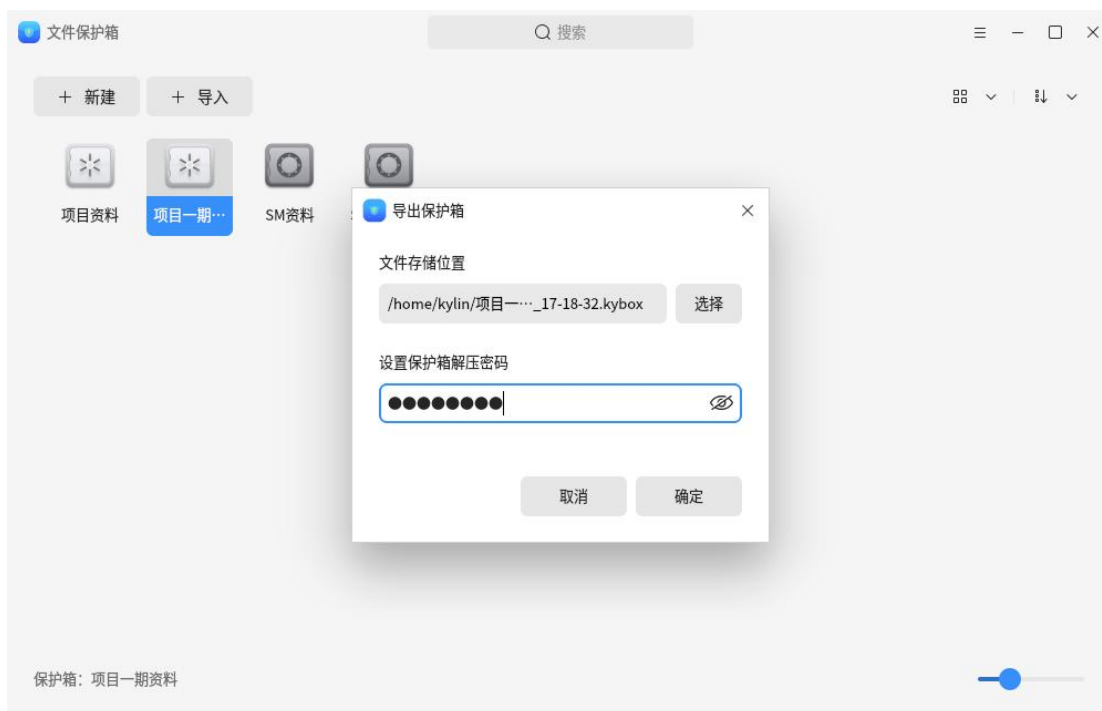 文件保护箱
搜索
新建
导入
项目资料
项目一期…
SM资料
导出保护箱
文件存储位置
/home/kylin/项目一…_17-18-32.kybox
选择
设置保护箱解压密码
取消
确定
保护箱：项目一期资料